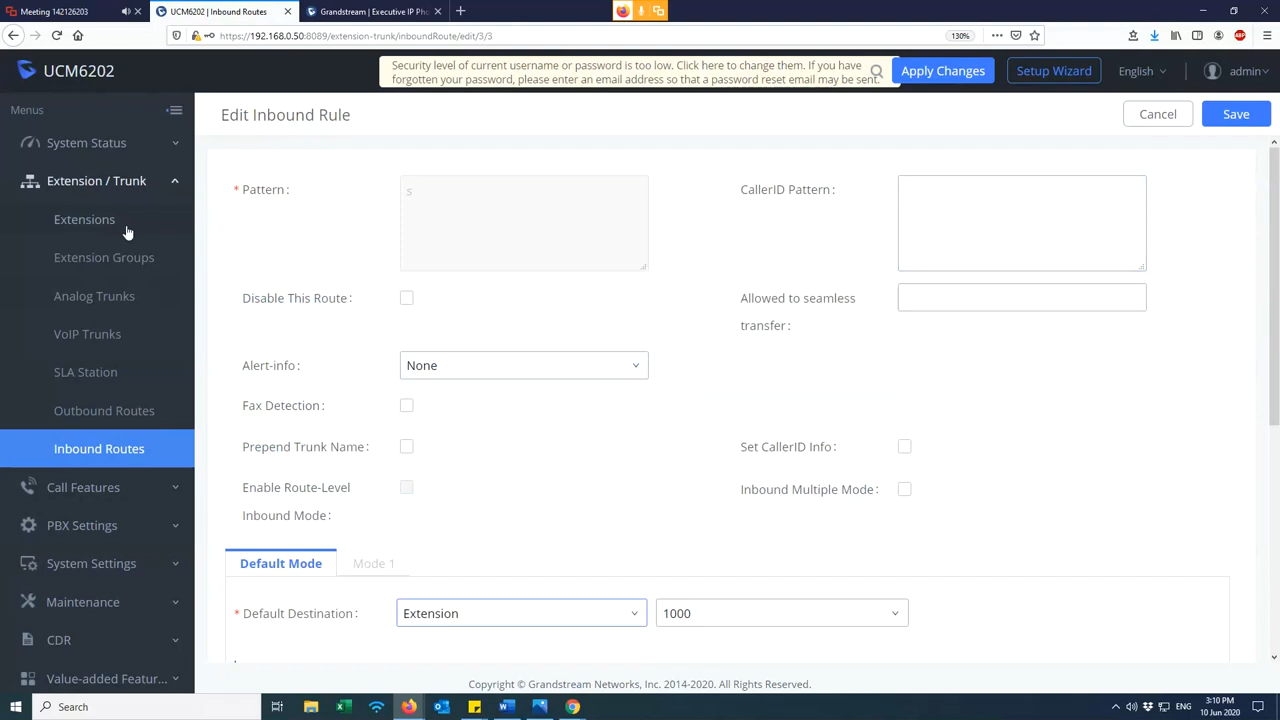 Meeting 142126203
UCM6202 | Inbound Routes
Grandstream | Executive IP Pho
https://192.168.0.50:8089/extension-trunk/inboundRoute/edit/3/3
130%
UCM6202
Security level of current username or password is too low. Click here to change them. If you have
forgotten your password, please enter an email address so that a password reset email may be sent.
Apply Changes
Setup Wizard
English
admin
Menus
System Status
Extension / Trunk
Extensions
Extension Groups
Analog Trunks
VoIP Trunks
SLA Station
Outbound Routes
Inbound Routes
Call Features
PBX Settings
System Settings
Maintenance
CDR
Value-added Featur...
Edit Inbound Rule
Cancel
Save
* Pattern :
s
CallerID Pattern :
Disable This Route :
Allowed to seamless
transfer :
Alert-info :
None
Fax Detection :
Prepend Trunk Name :
Set CallerID Info :
Enable Route-Level
Inbound Mode :
Inbound Multiple Mode :
Default Mode
Mode 1
* Default Destination :
Extension
1000
Copyright © Grandstream Networks, Inc. 2014-2020. All Rights Reserved.
Search
ENG
3:10 PM
10 Jun 2020